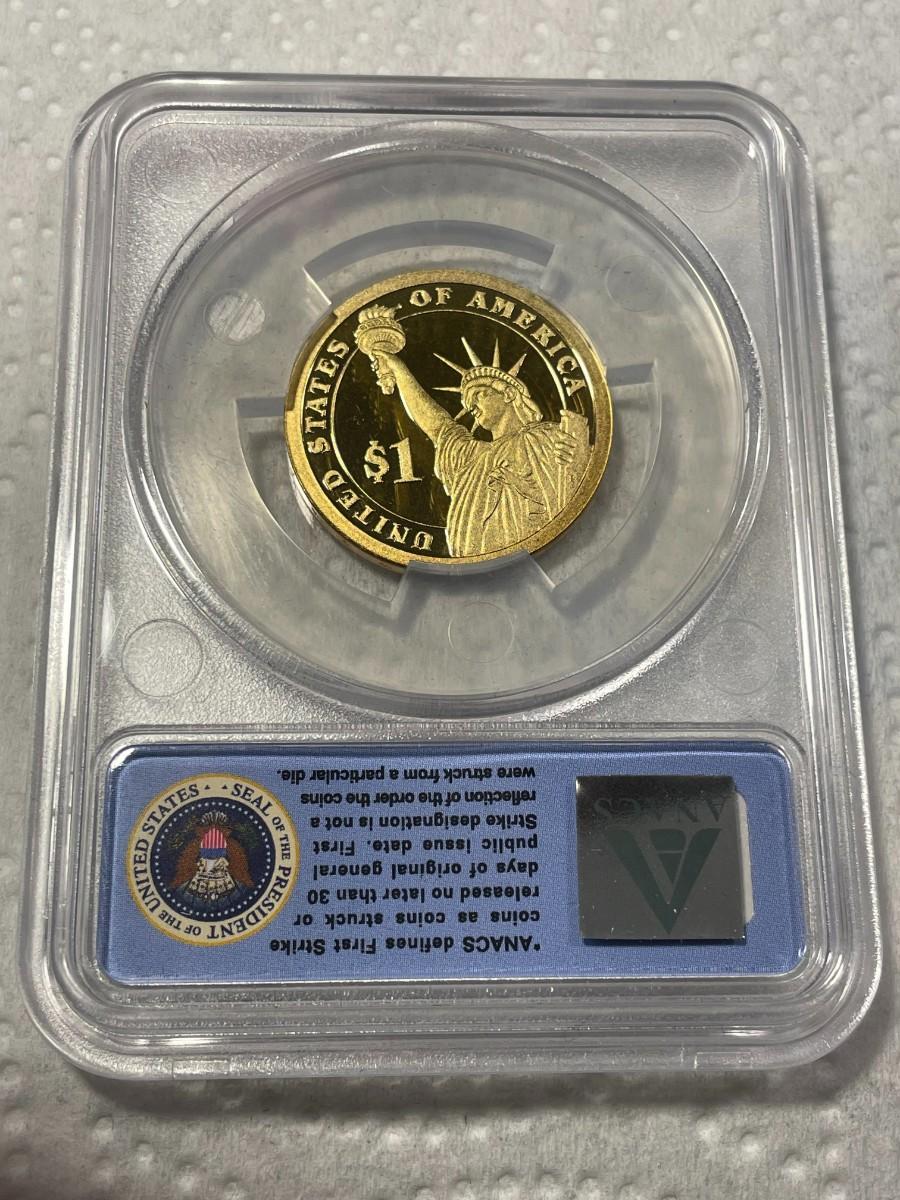 UNITED STATES OF AMERICA
$1
*ANACS defines First Strike
coins as coins struck or
released no later than 30
days of original general
public issue date. First
Strike designation is not a
reflection of the order the coins
were struck from a particular die.
SEAL OF THE PRESIDENT OF THE UNITED STATES
ANACS